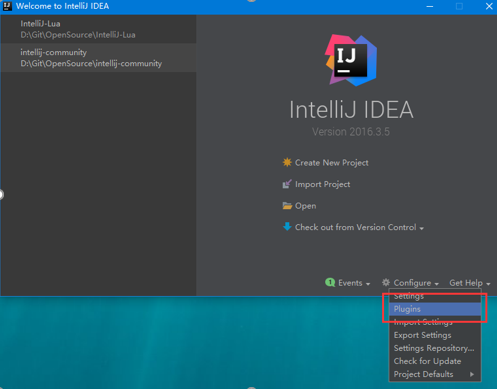 Welcome to IntelliJ IDEA
IntelliJ-Lua
D:\Git\OpenSource\IntelliJ-Lua
intellij-community
D:\Git\OpenSource\intellij-community
IJ
IntelliJ IDEA
Version 2016.3.5
Create New Project
Import Project
Open
Check out from Version Control
1 Events
Configure
Get Help
Settings
Plugins
Import Settings
Export Settings
Settings Repository...
Check for Update
Project Defaults